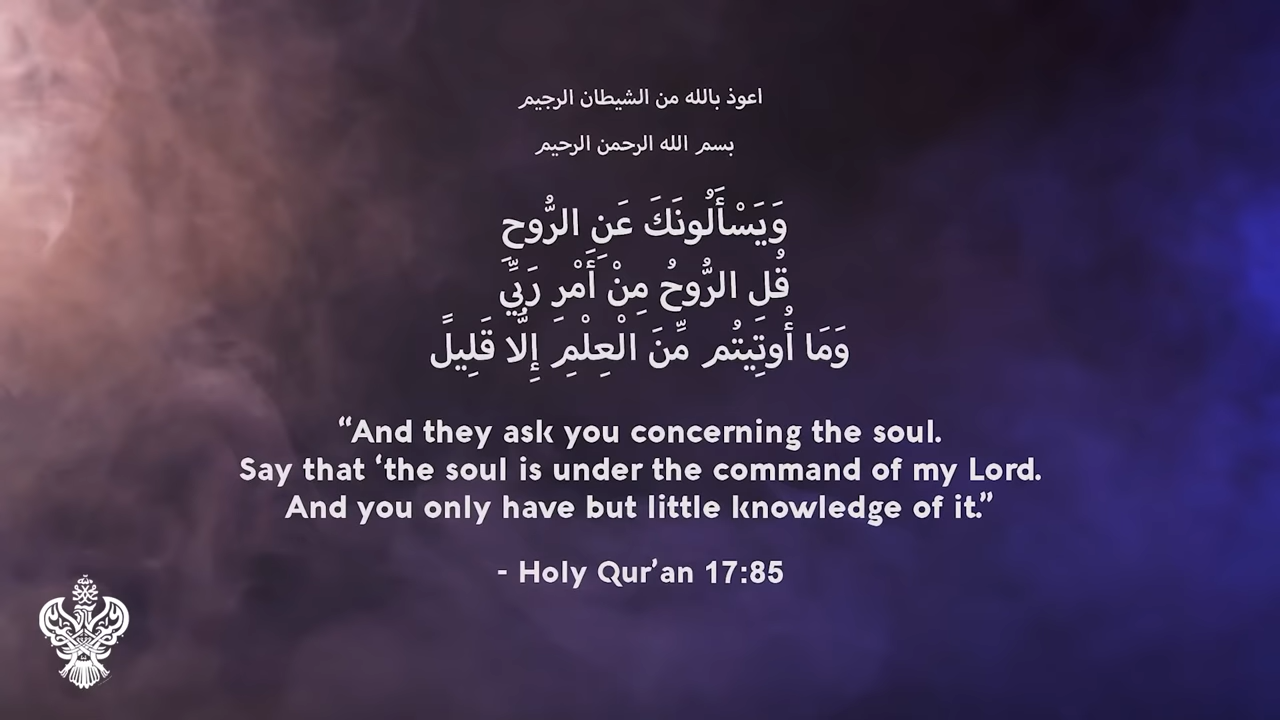 اعوذ بالله من الشيطان الرجيم
بسم الله الرحمن الرحيم
وَيَسْأَلُونَكَ عَنِ الرُّوحِ
قُلِ الرُّوحُ مِنْ أَمْرِ رَبِّي
وَمَا أُوتِيتُم مِّنَ الْعِلْمِ إِلَّا قَلِيلً
“And they ask you concerning the soul.
Say that ‘the soul is under the command of my Lord.
And you only have but little knowledge of it.”
- Holy Qur’an 17:85